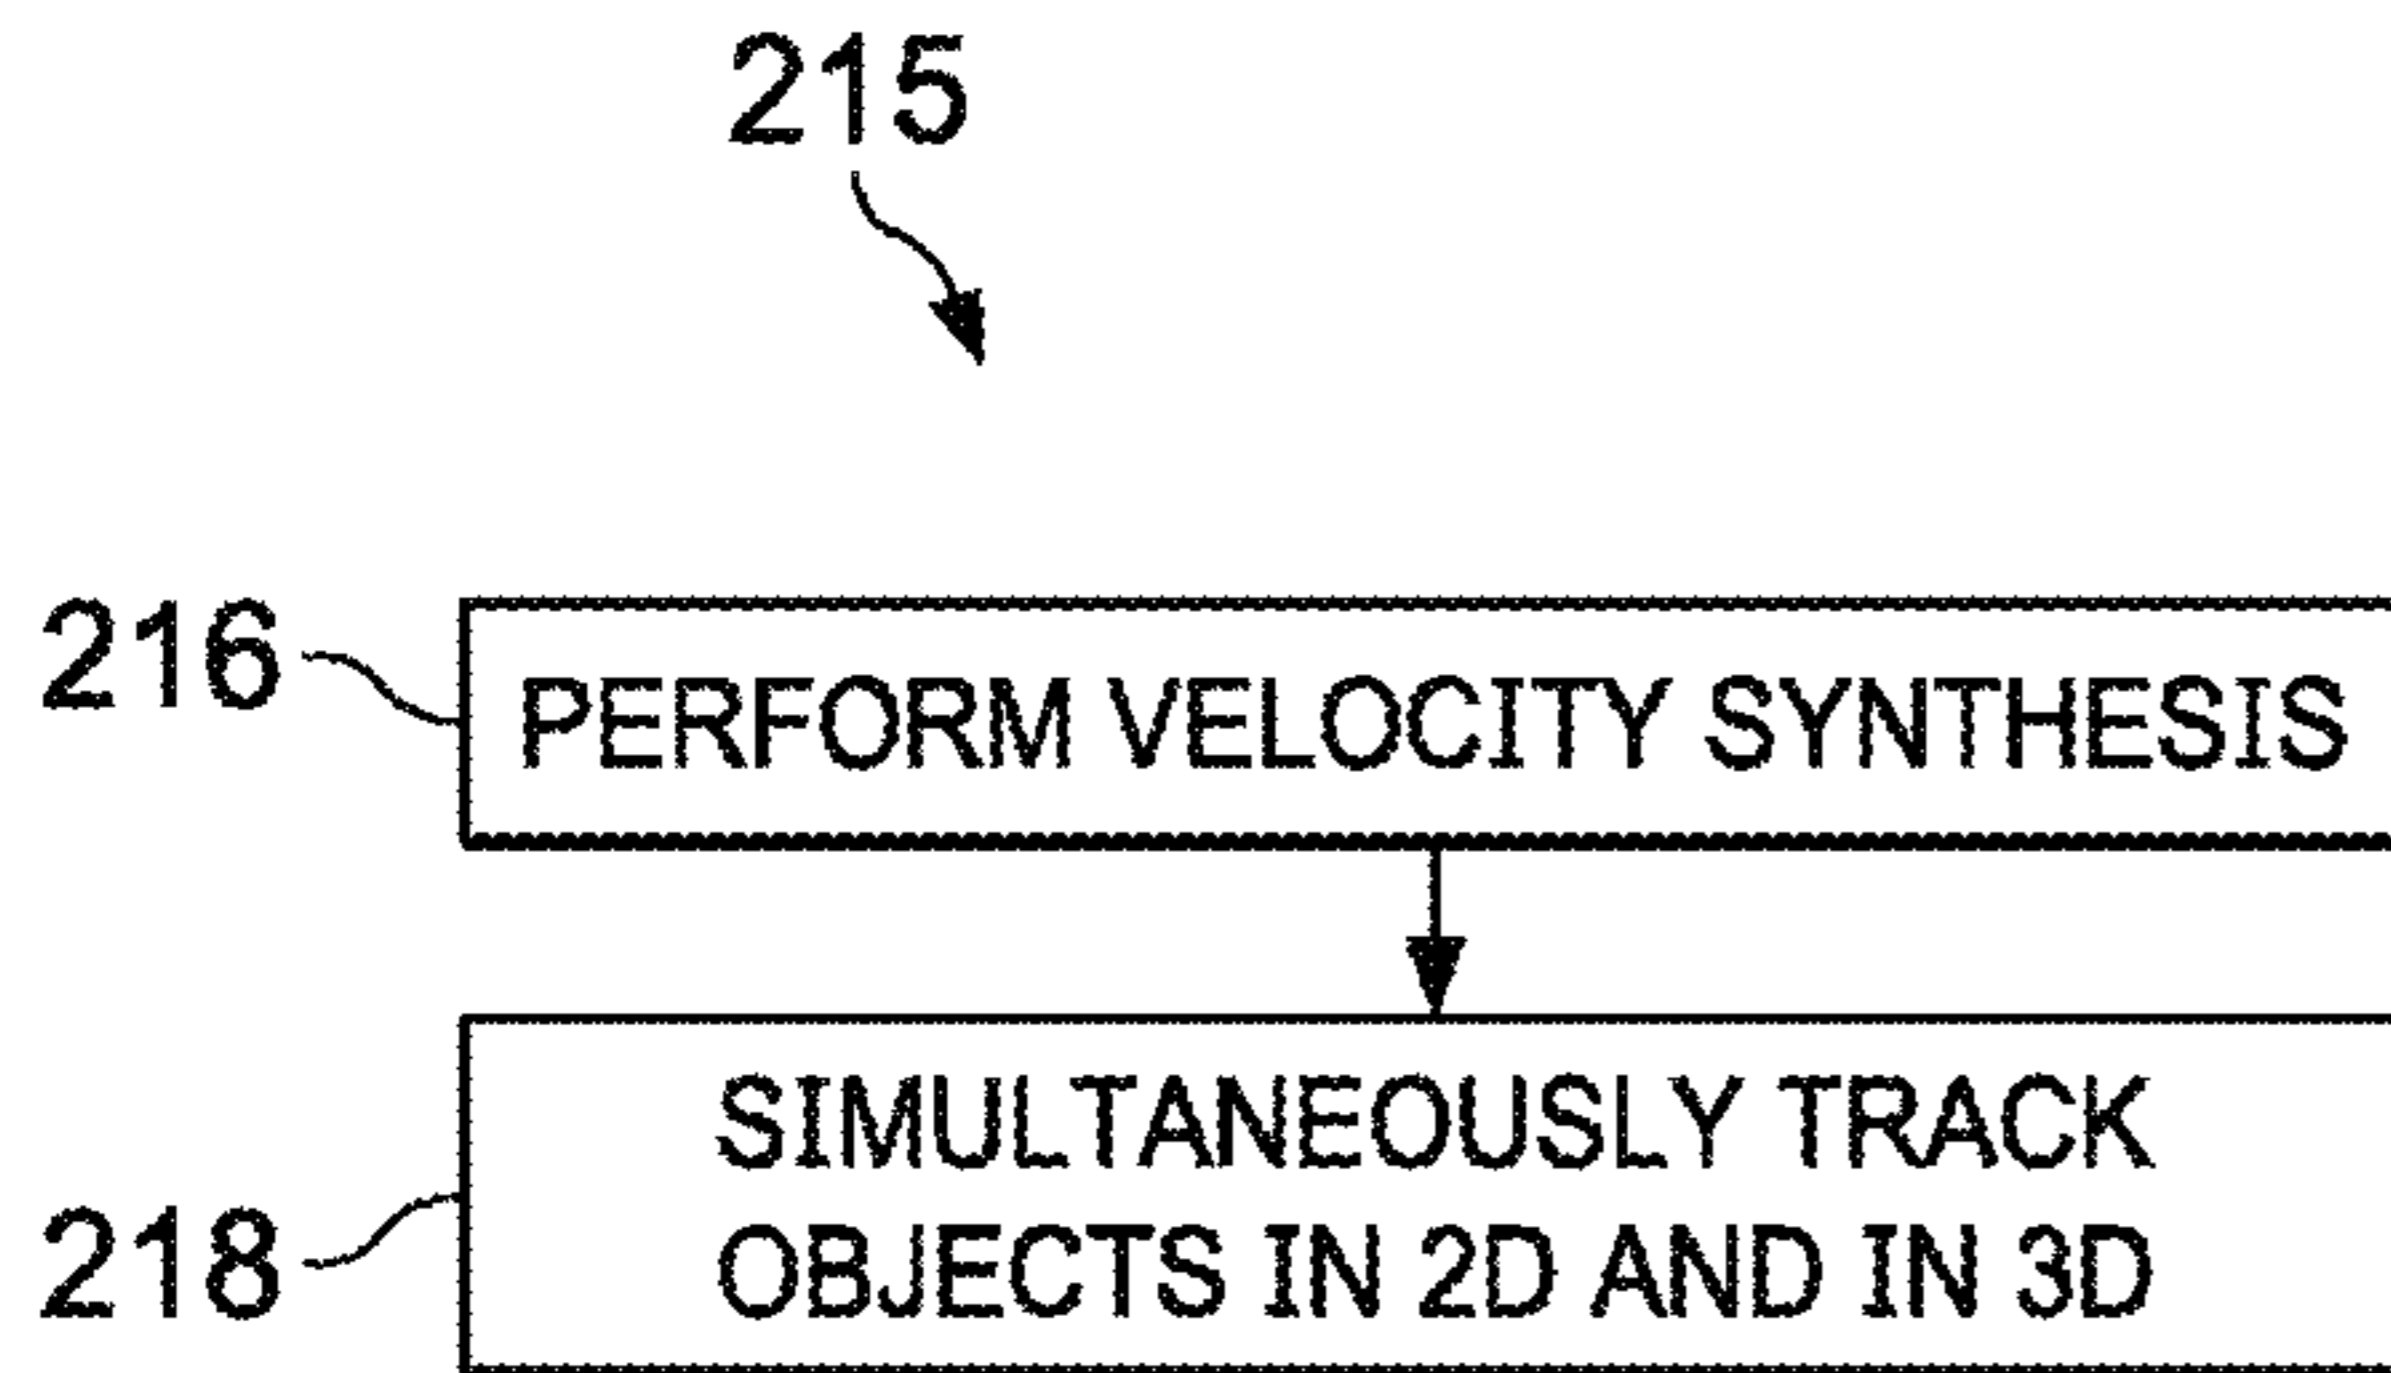 215
216
PERFORM VELOCITY SYNTHESIS
SIMULTANEOUSLY TRACK
OBJECTS IN 2D AND IN 3D
218